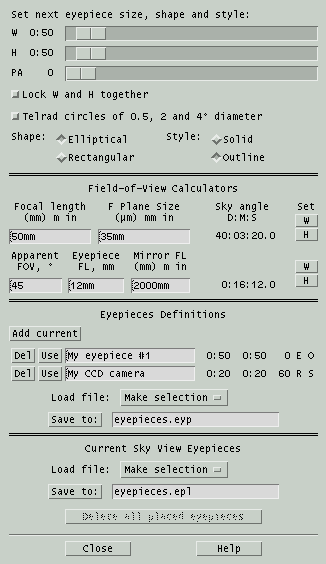 Set next eyepiece size, shape and style:
W 0:50
H 0:50
PA 0
Lock W and H together
Telrad circles of 0.5, 2 and 4° diameter
Shape: Elliptical Style: Solid
Rectangular Outline
Field-of-View Calculators
Focal length F Plane Size Sky angle Set
(mm) m in (µm) mm in D:M:S W
50mm 35mm 40:03:20.0 H
Apparent Eyepiece Mirror FL
FOV, ° FL, mm (mm) m in W
45 12mm 2000mm 0:16:12.0 H
Eyepieces Definitions
Add current
Del Use My eyepiece #1 0:50 0:50 0 E O
Del Use My CCD camera 0:20 0:20 60 R S
Load file: Make selection
Save to: eyepieces.eyp
Current Sky View Eyepieces
Load file: Make selection
Save to: eyepieces.epl
Delete all placed eyepieces
Close Help